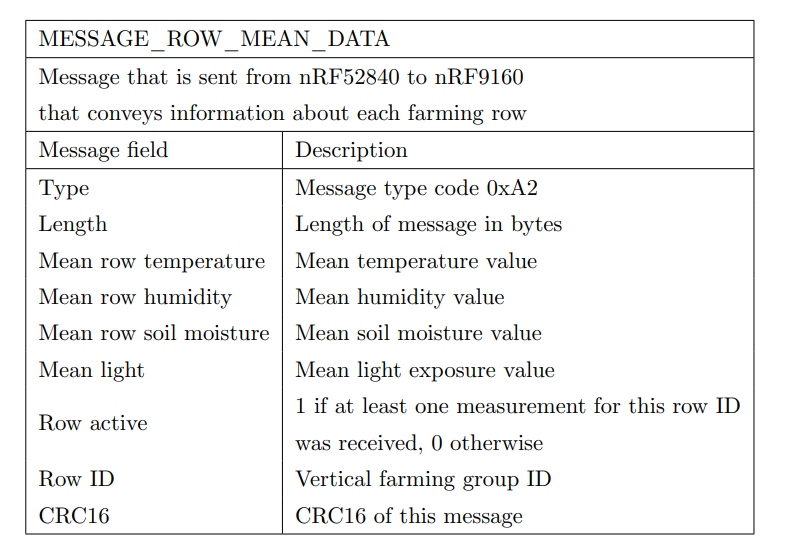 MESSAGE_ROW_MEAN_DATA
Message that is sent from nRF52840 to nRF9160
that conveys information about each farming row
Message field Description
Type Message type code 0xA2
Length Length of message in bytes
Mean row temperature Mean temperature value
Mean row humidity Mean humidity value
Mean row soil moisture Mean soil moisture value
Mean light Mean light exposure value
Row active 1 if at least one measurement for this row ID
was received, 0 otherwise
Row ID Vertical farming group ID
CRC16 CRC16 of this message